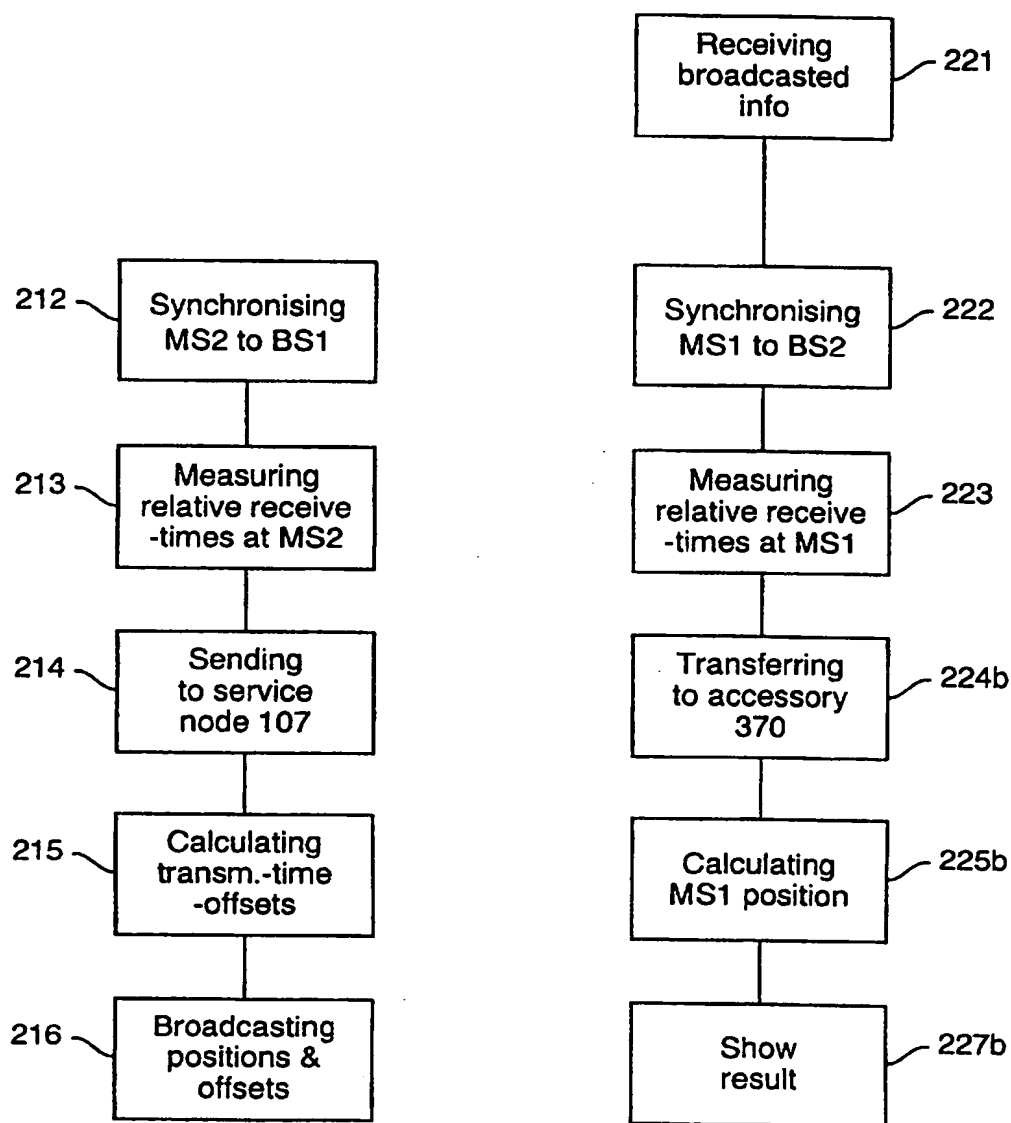 Receiving
broadcasted
info
221
212
Synchronising
MS2 to BS1
Synchronising
MS1 to BS2
222
213
Measuring
relative receive
-times at MS2
Measuring
relative receive
-times at MS1
223
214
Sending
to service
node 107
Transferring
to accessory
370
224b
215
Calculating
transm.-time
-offsets
Calculating
MS1 position
225b
216
Broadcasting
positions &
offsets
Show
result
227b